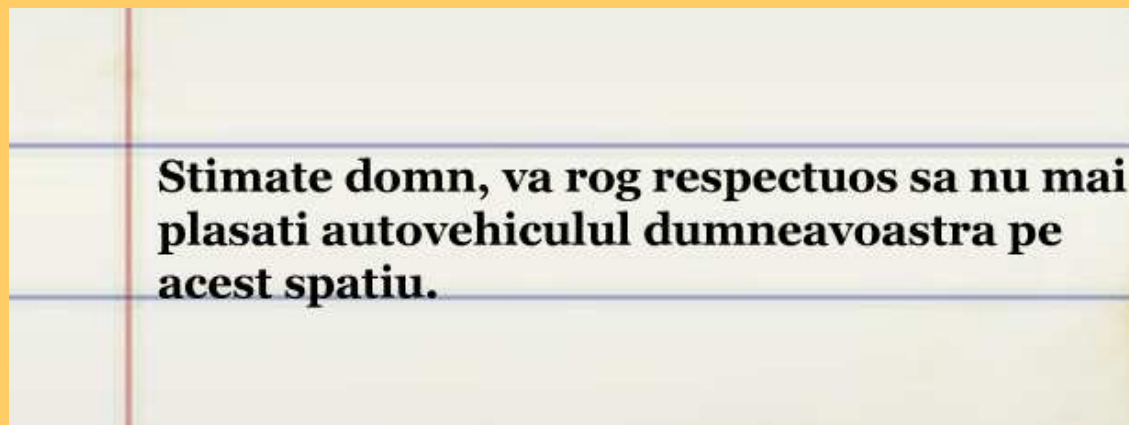 Stimate domn, va rog respectuos sa nu mai
plasati autovehiculul dumneavoastra pe
acest spatiu.